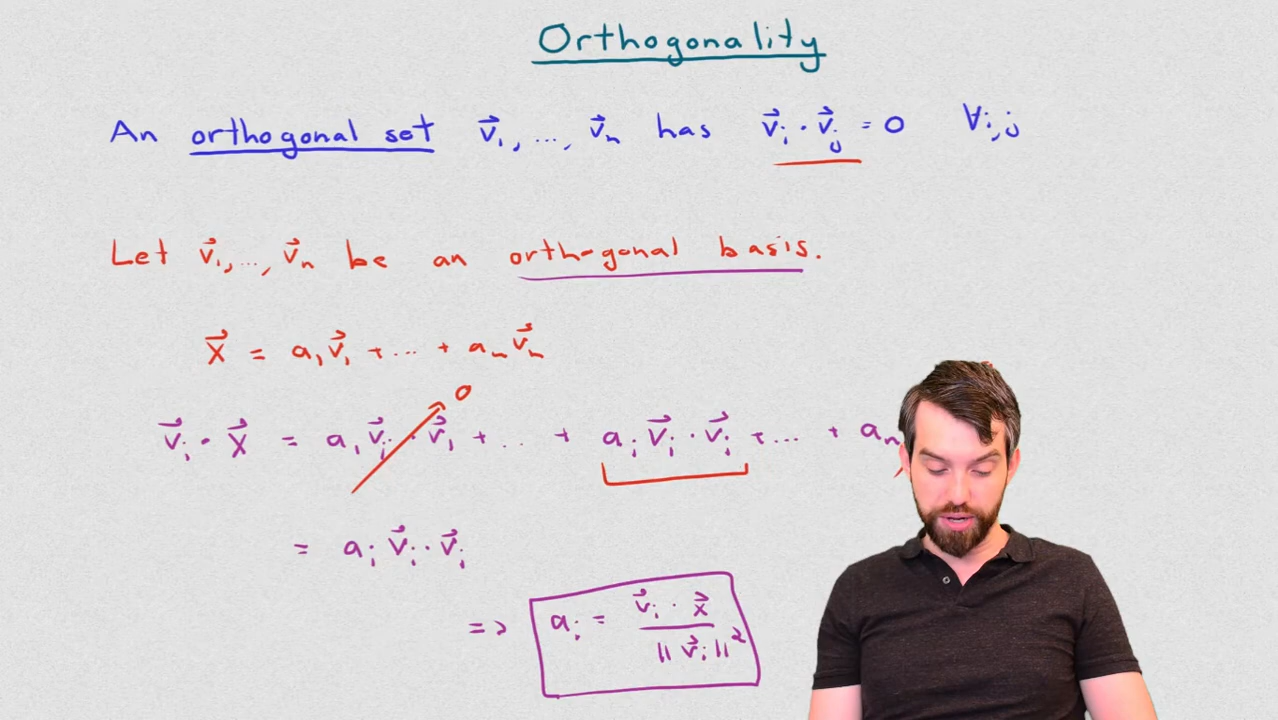 Orthogonality
An orthogonal set v⃗₁, ..., v⃗ₙ has v⃗ᵢ · v⃗ⱼ = 0 ∀i,j
Let v⃗₁, ..., v⃗ₙ be an orthogonal basis.
x⃗ = a₁v⃗₁ + ... + aₙv⃗ₙ
0
v⃗ᵢ · x⃗ = a₁v⃗ᵢ · v⃗₁ + ... + aᵢv⃗ᵢ · v⃗ᵢ + ... + aₙ
= aᵢv⃗ᵢ · v⃗ᵢ
=> aᵢ = v⃗ᵢ · x⃗ / ||v⃗ᵢ||²